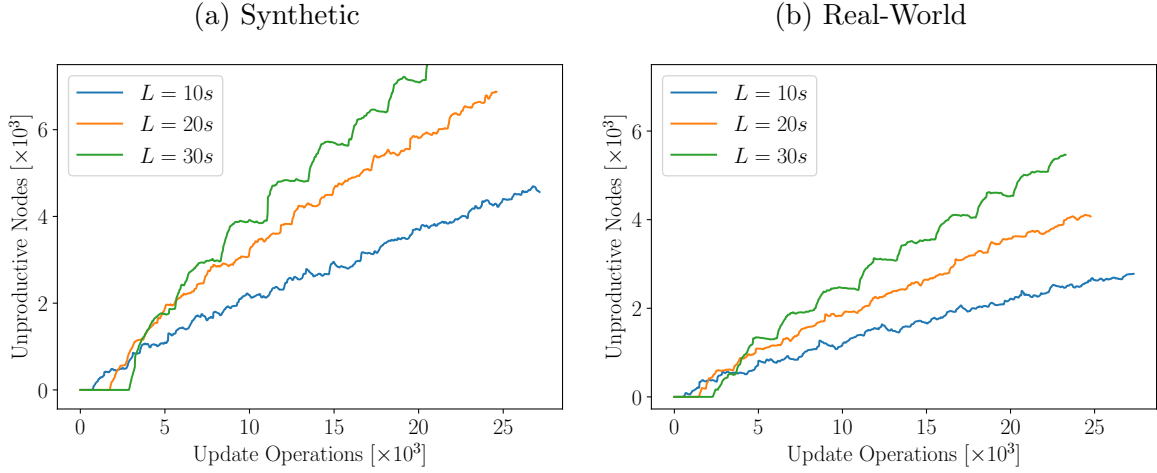 (a) Synthetic
Unproductive Nodes [×10³]
6
4
2
0
L = 10s
L = 20s
L = 30s
0 5 10 15 20 25
Update Operations [×10³]
(b) Real-World
Unproductive Nodes [×10³]
6
4
2
0
L = 10s
L = 20s
L = 30s
0 5 10 15 20 25
Update Operations [×10³]